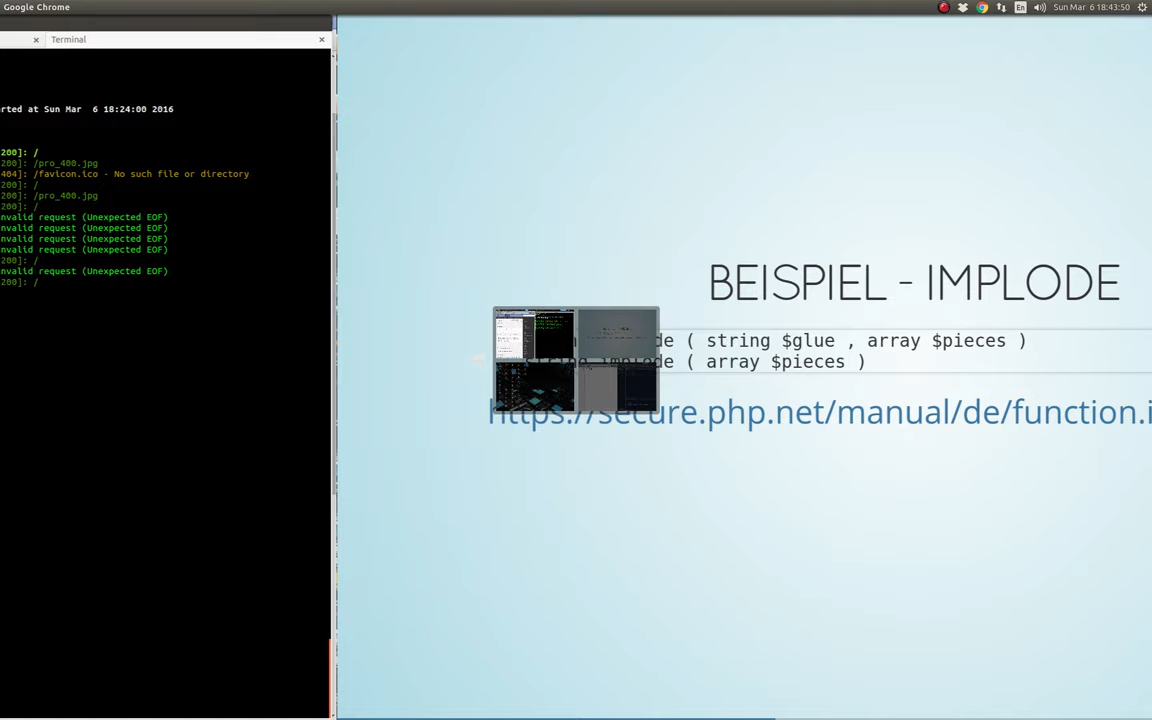 Google Chrome
En
Sun Mar 6 18:43:50
Terminal
rted at Sun Mar 6 18:24:00 2016
200]: /
200]: /pro_400.jpg
404]: /favicon.ico - No such file or directory
200]: /
200]: /pro_400.jpg
200]: /
nvalid request (Unexpected EOF)
nvalid request (Unexpected EOF)
nvalid request (Unexpected EOF)
nvalid request (Unexpected EOF)
200]: /
nvalid request (Unexpected EOF)
200]: /
BEISPIEL - IMPLODE
de ( string $glue , array $pieces )
string implode ( array $pieces )
https://secure.php.net/manual/de/function.i